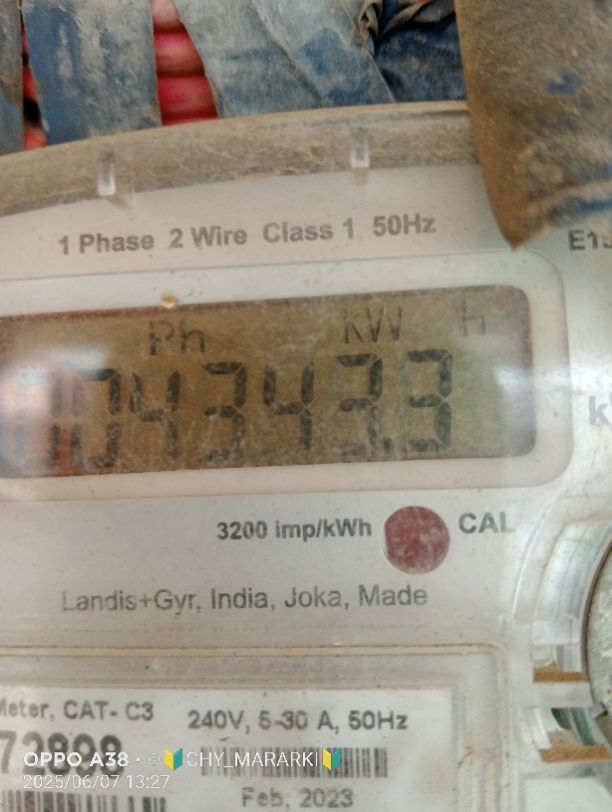 1 Phase 2 Wire Class 1 50Hz
Ph kW h
004343.3
3200 imp/kWh CAL
Landis+Gyr, India, Joka, Made
Meter, CAT- C3
240V, 5-30 A, 50Hz
Feb, 2023
OPPO A38 · © 🔰CHY_MARARKI🔰
2025/06/07 13:27